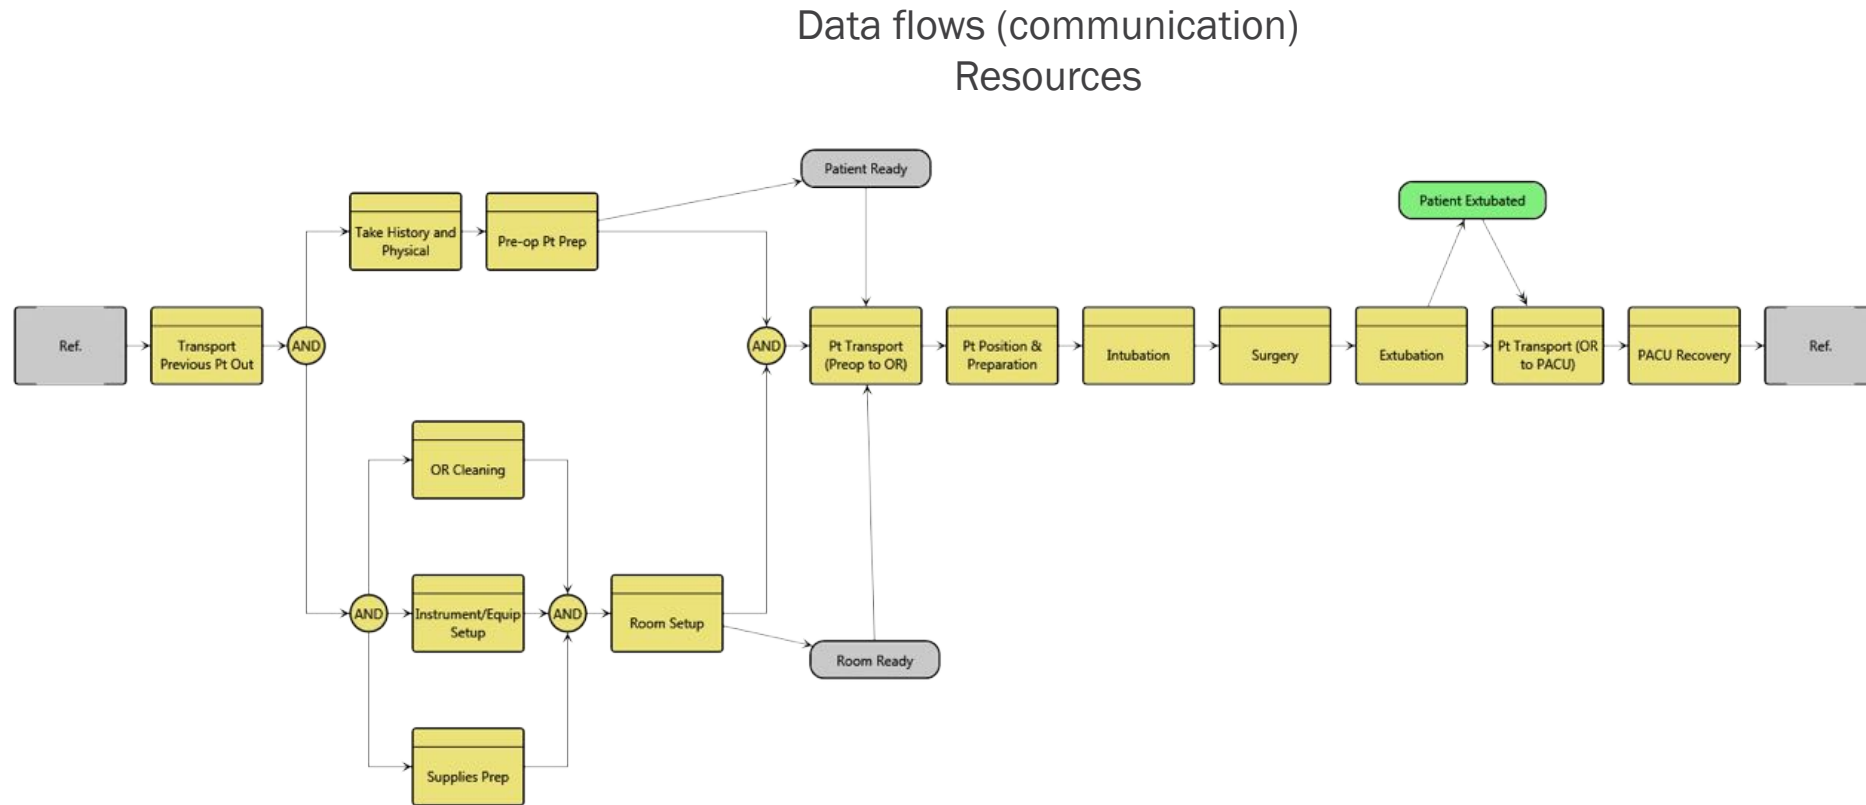 Data flows (communication)
Resources
Patient Ready
Patient Extubated
Take History and
Physical
Pre-op Pt Prep
Ref.
Transport
Previous Pt Out
AND
AND
Pt Transport
(Preop to OR)
Pt Position &
Preparation
Intubation
Surgery
Extubation
Pt Transport (OR
to PACU)
PACU Recovery
Ref.
OR Cleaning
AND
Instrument/Equip
Setup
AND
Room Setup
Room Ready
Supplies Prep